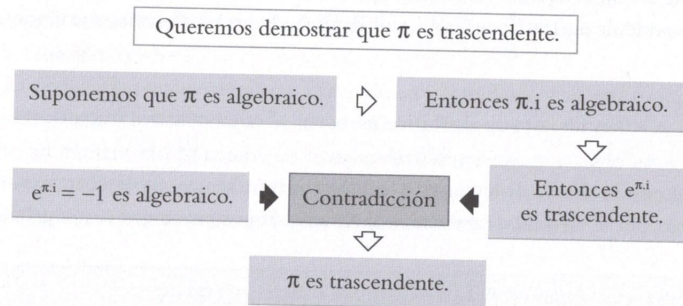 Queremos demostrar que π es trascendente.
Suponemos que π es algebraico.
Entonces π.i es algebraico.
e^π.i = −1 es algebraico.
Contradicción
Entonces e^π.i
es trascendente.
π es trascendente.